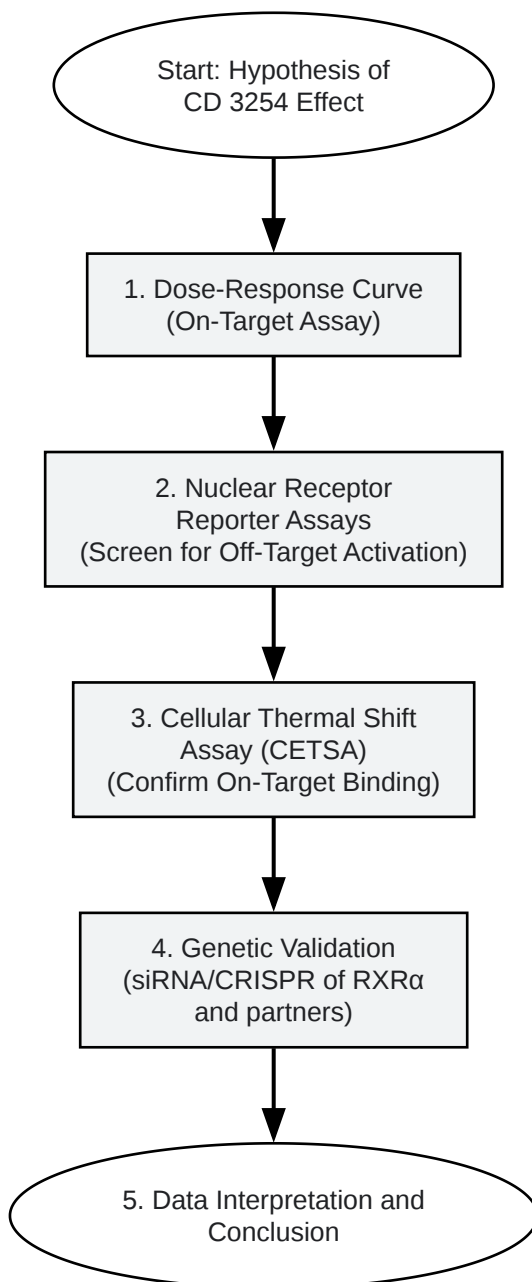 Start: Hypothesis of
CD 3254 Effect
1. Dose-Response Curve
(On-Target Assay)
2. Nuclear Receptor
Reporter Assays
(Screen for Off-Target Activation)
3. Cellular Thermal Shift
Assay (CETSA)
(Confirm On-Target Binding)
4. Genetic Validation
(siRNA/CRISPR of RXRα
and partners)
5. Data Interpretation and
Conclusion